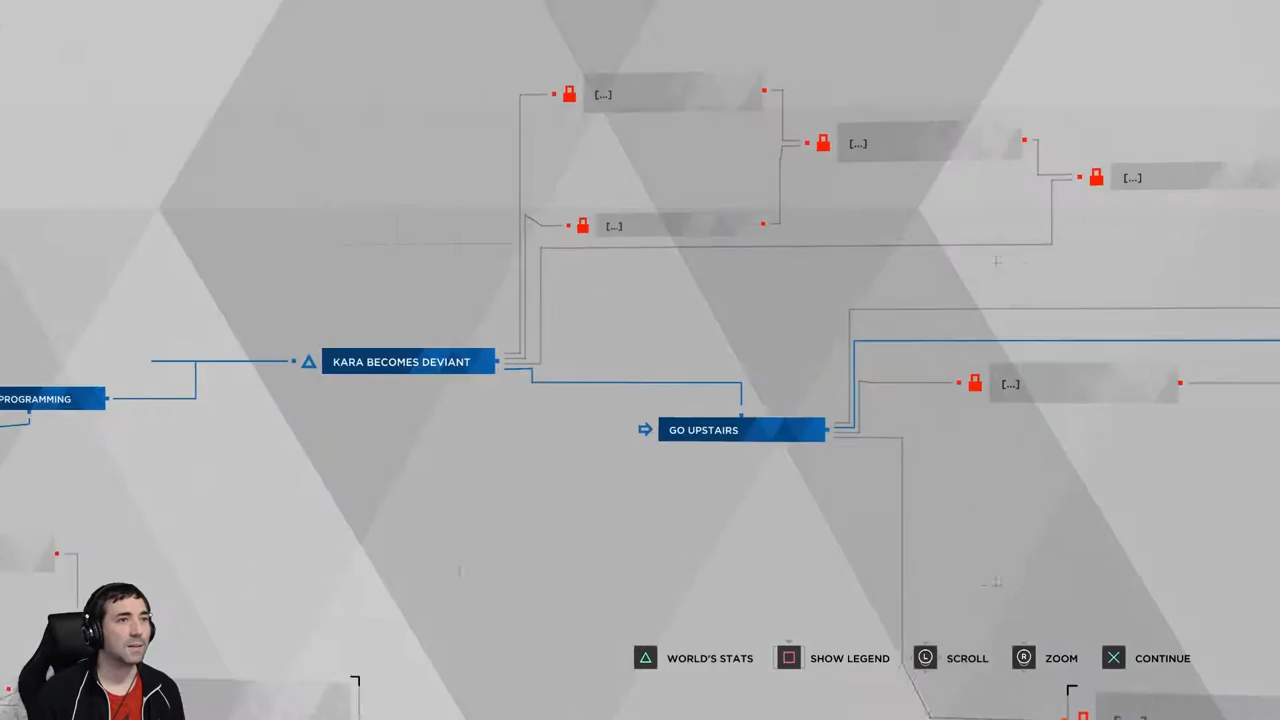 [...]
[...]
[...]
[...]
KARA BECOMES DEVIANT
[...]
PROGRAMMING
GO UPSTAIRS
WORLD'S STATS
SHOW LEGEND
L
SCROLL
R
ZOOM
CONTINUE